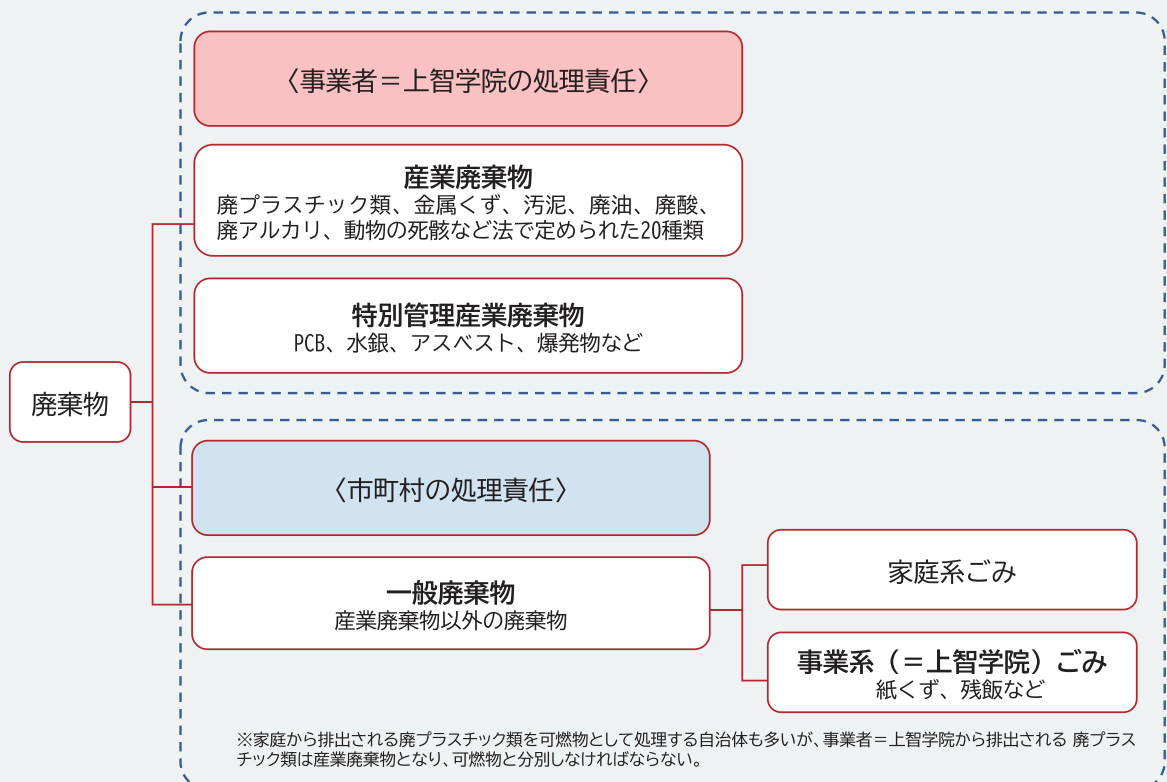 〈事業者＝上智学院の処理責任〉
産業廃棄物
廃プラスチック類、金属くず、汚泥、廃油、廃酸、
廃アルカリ、動物の死骸など法で定められた20種類
特別管理産業廃棄物
PCB、水銀、アスベスト、爆発物など
廃棄物
〈市町村の処理責任〉
一般廃棄物
産業廃棄物以外の廃棄物
家庭系ごみ
事業系（＝上智学院）ごみ
紙くず、残飯など
※家庭から排出される廃プラスチック類を可燃物として処理する自治体も多いが、事業者＝上智学院から排出される 廃プラス
チック類は産業廃棄物となり、可燃物と分別しなければならない。